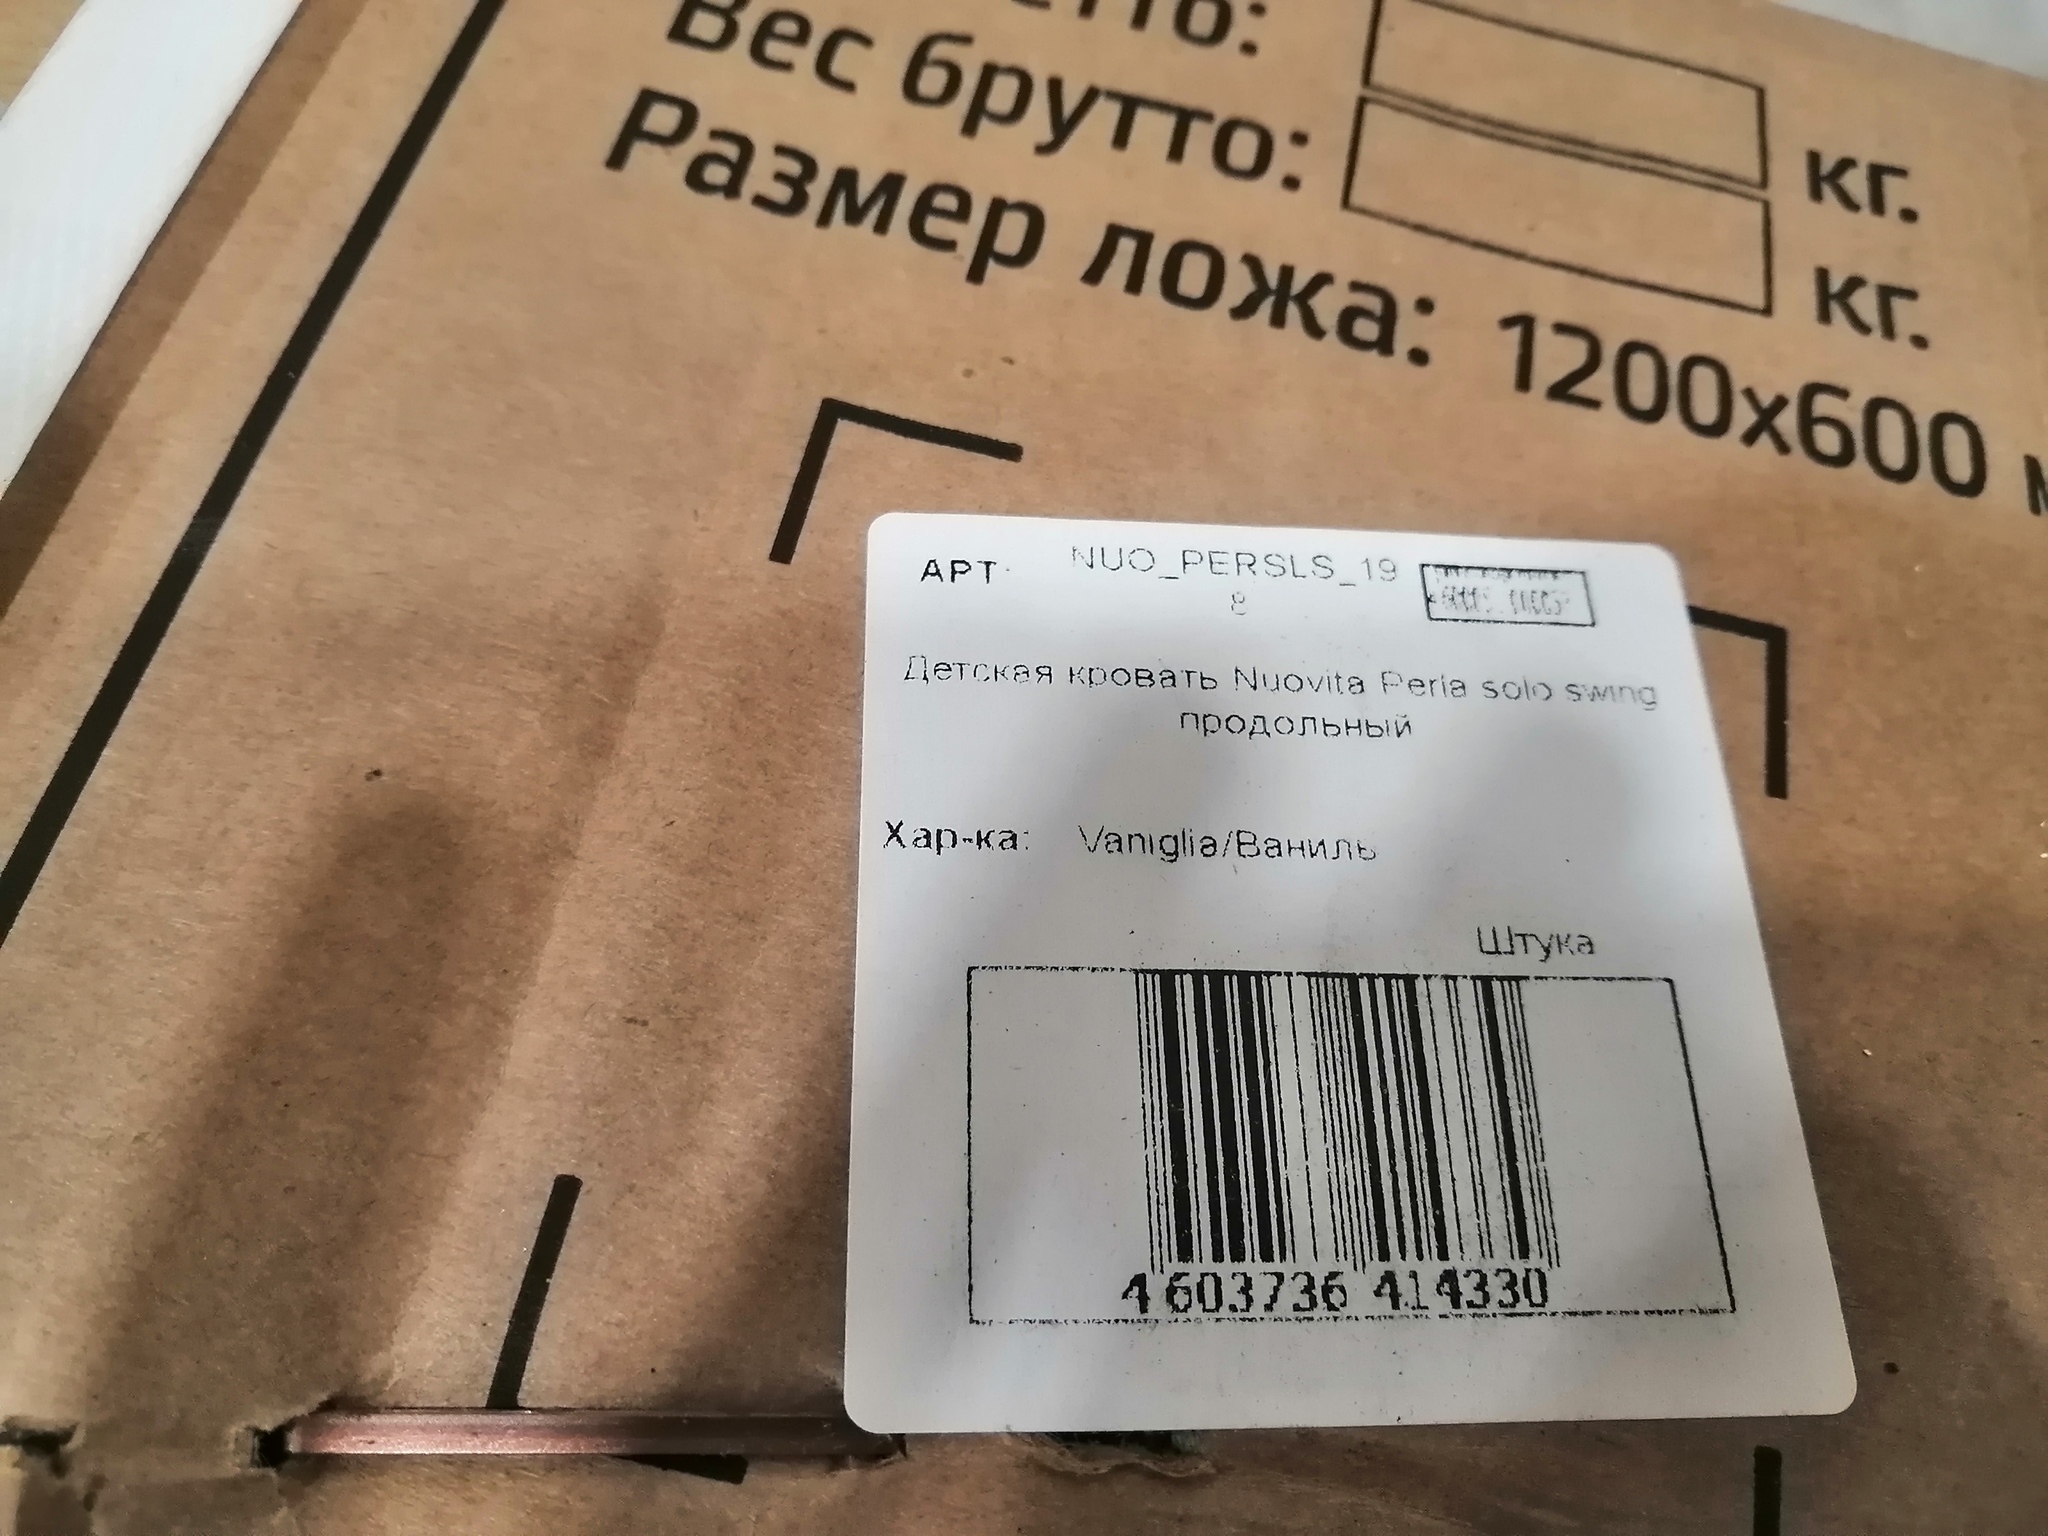 Вес брутто:
кг.
кг.
Размер ложа: 1200х600
АРТ NUO_PERSLS_19
8
Детская кровать Nuovita Perla solo swing
продольный
Хар-ка: Vaniglia/Ваниль
Штука
4 603736 414330